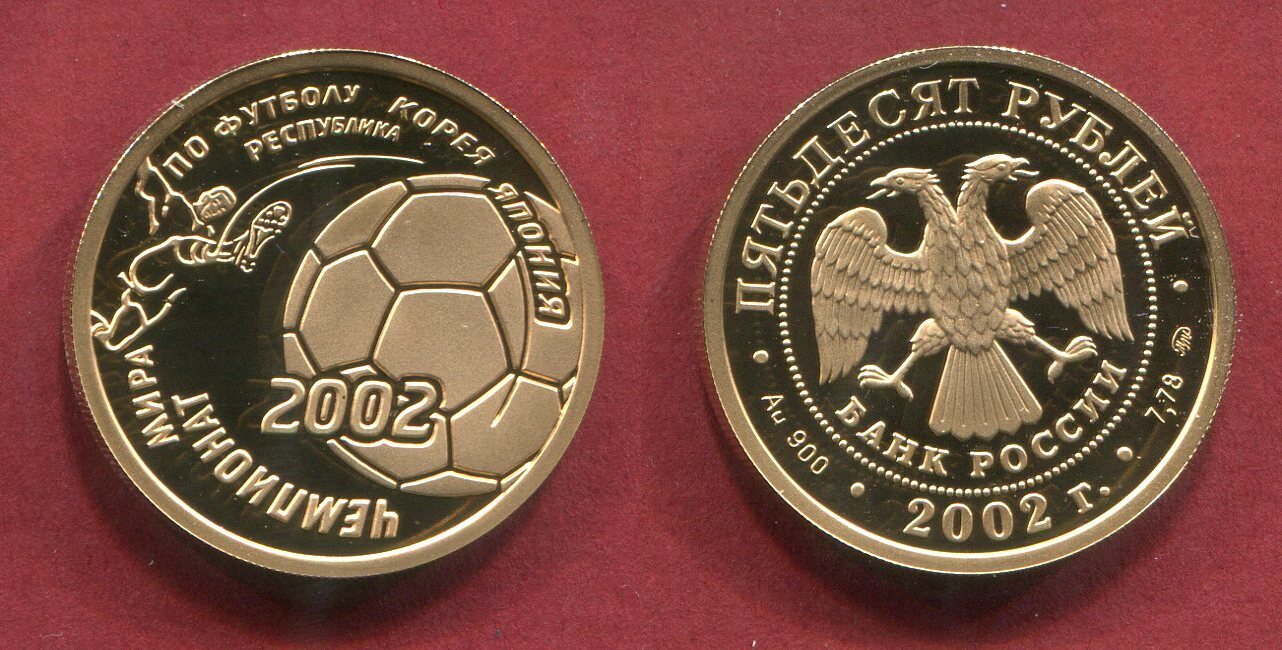 ЧЕМПИОНАТ
МИРА
ПО ФУТБОЛУ
РЕСПУБЛИКА
КОРЕЯ
ЯПОНИЯ
2002
ПЯТЬДЕСЯТ РУБЛЕЙ
БАНК РОССИИ
Au 900
2002 г.
7,78